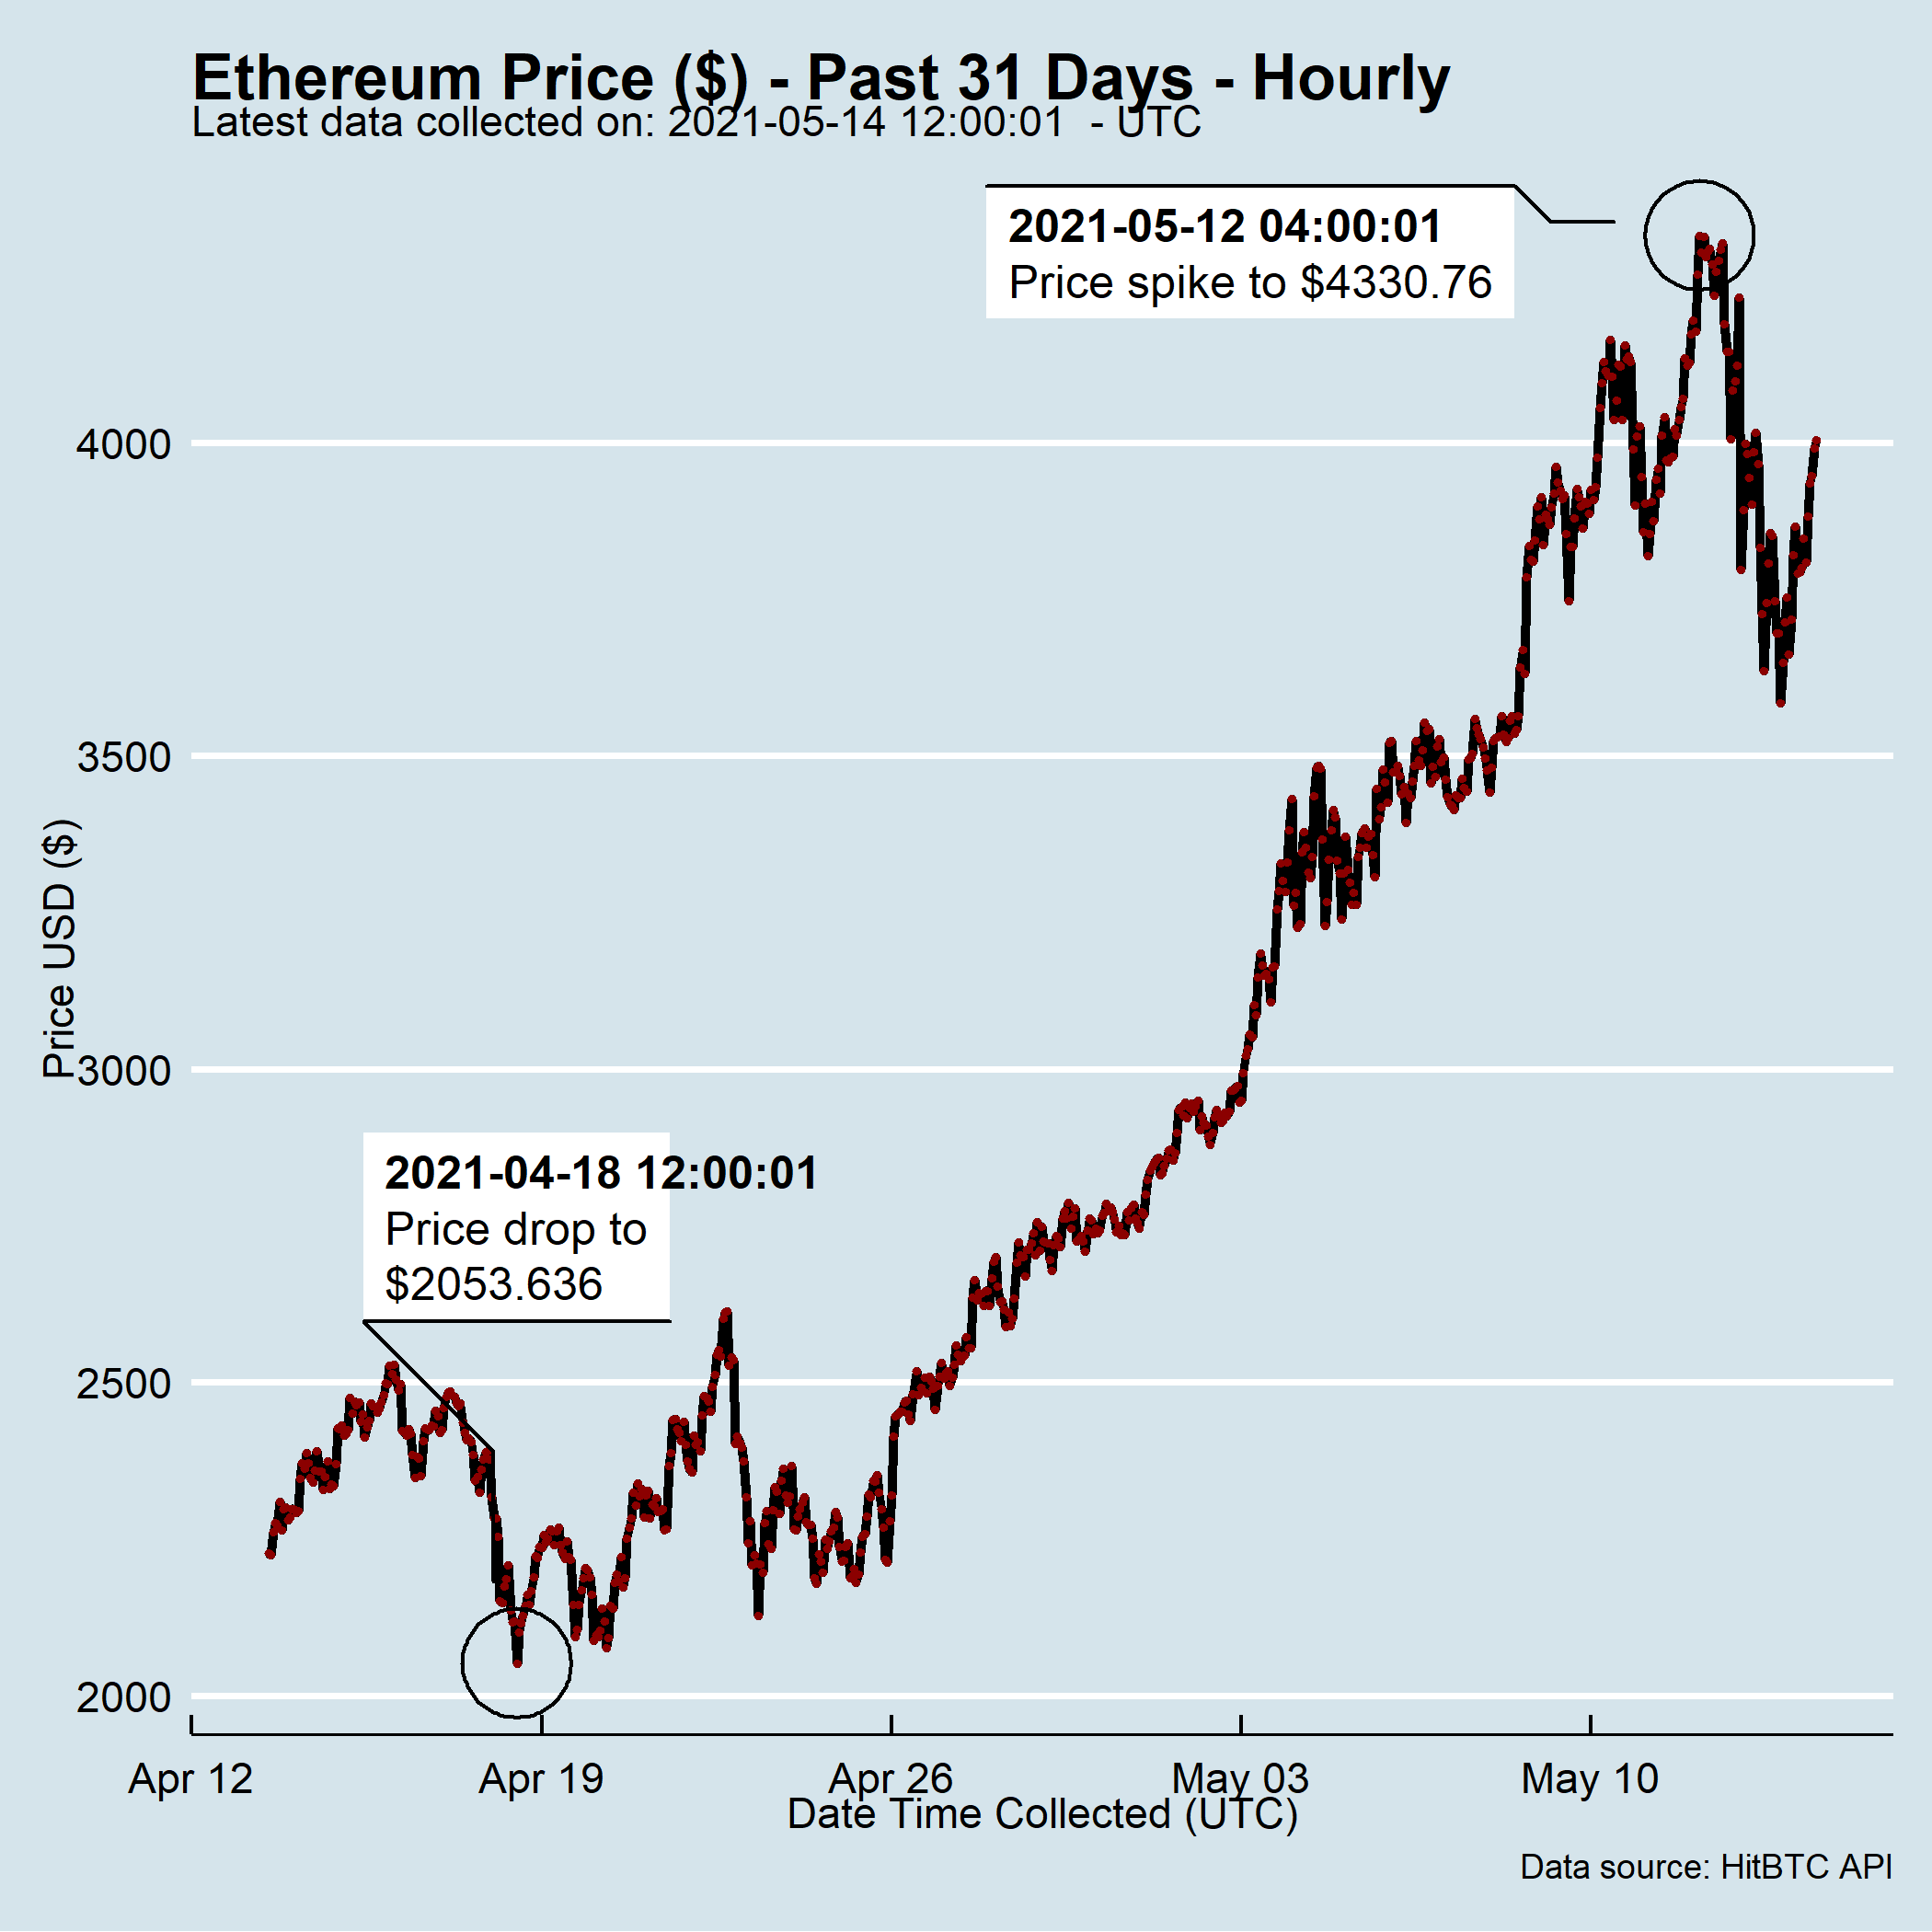 Ethereum Price ($) - Past 31 Days - Hourly
Latest data collected on: 2021-05-14 12:00:01  - UTC
2021-05-12 04:00:01
Price spike to $4330.76
4000
3500
3000
2500
2000
Price USD ($)
2021-04-18 12:00:01
Price drop to
$2053.636
Apr 12
Apr 19
Apr 26
May 03
May 10
Date Time Collected (UTC)
Data source: HitBTC API